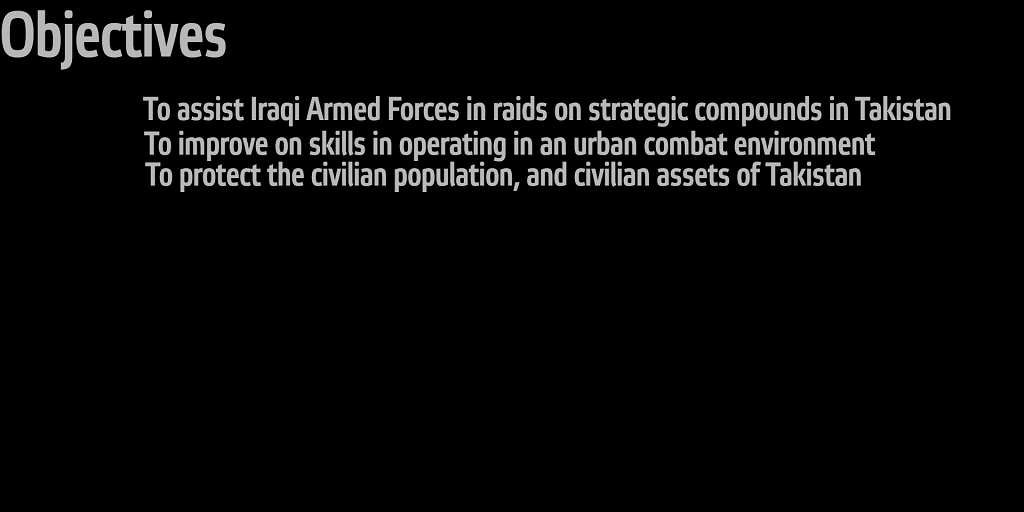 Objectives
To assist Iraqi Armed Forces in raids on strategic compounds in Takistan
To improve on skills in operating in an urban combat environment
To protect the civilian population, and civilian assets of Takistan